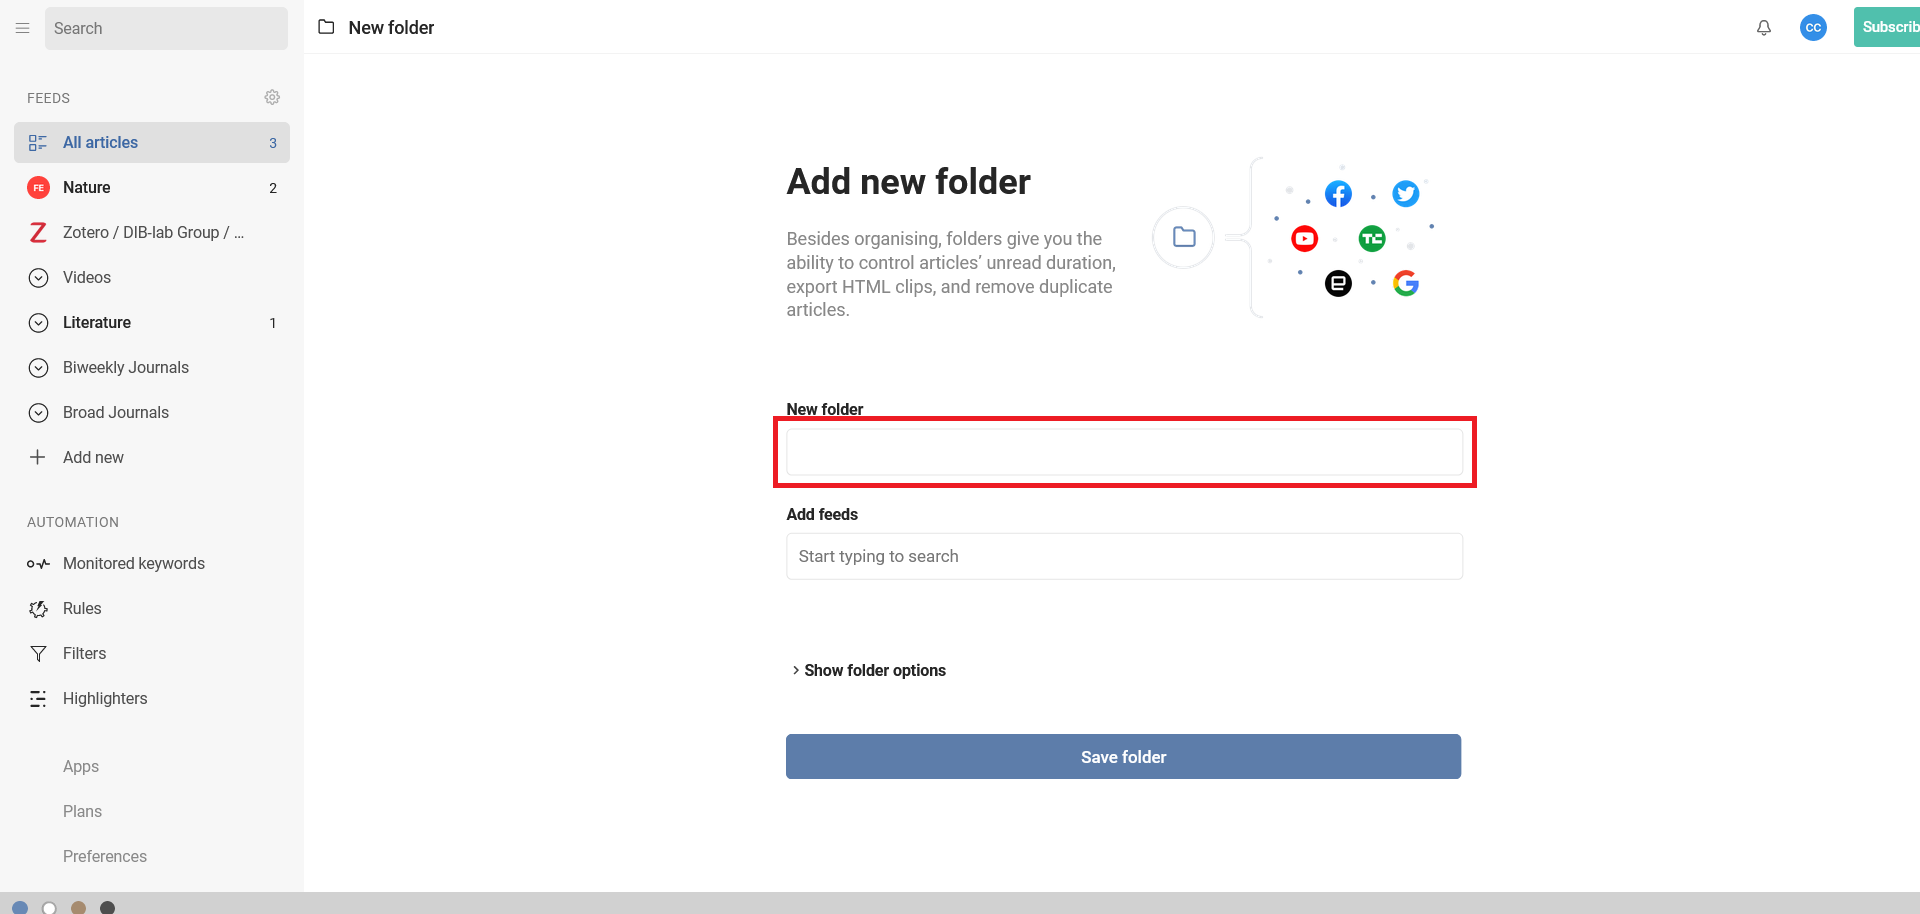 Search
New folder
CC
Subscrib
FEEDS
All articles 3
FE Nature 2
Zotero / DIB-lab Group / ...
Videos
Literature 1
Biweekly Journals
Broad Journals
Add new
AUTOMATION
Monitored keywords
Rules
Filters
Highlighters
Apps
Plans
Preferences
Add new folder
Besides organising, folders give you the
ability to control articles’ unread duration,
export HTML clips, and remove duplicate
articles.
New folder
Add feeds
Start typing to search
Show folder options
Save folder